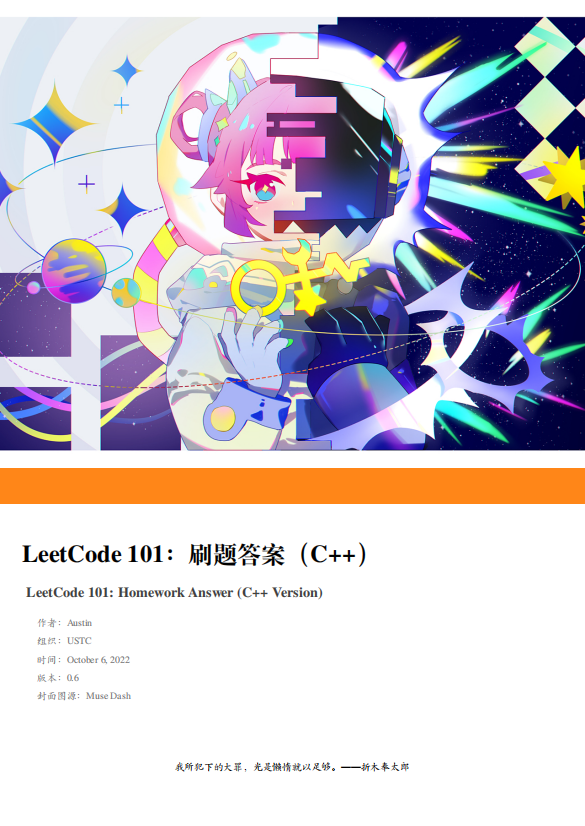 LeetCode 101：刷题答案（C++）
LeetCode 101: Homework Answer (C++ Version)
作者：Austin
组织：USTC
时间：October 6, 2022
版本：0.6
封面图源：Muse Dash
我所犯下的大罪，光是懒惰就以足够。——折木奉太郎